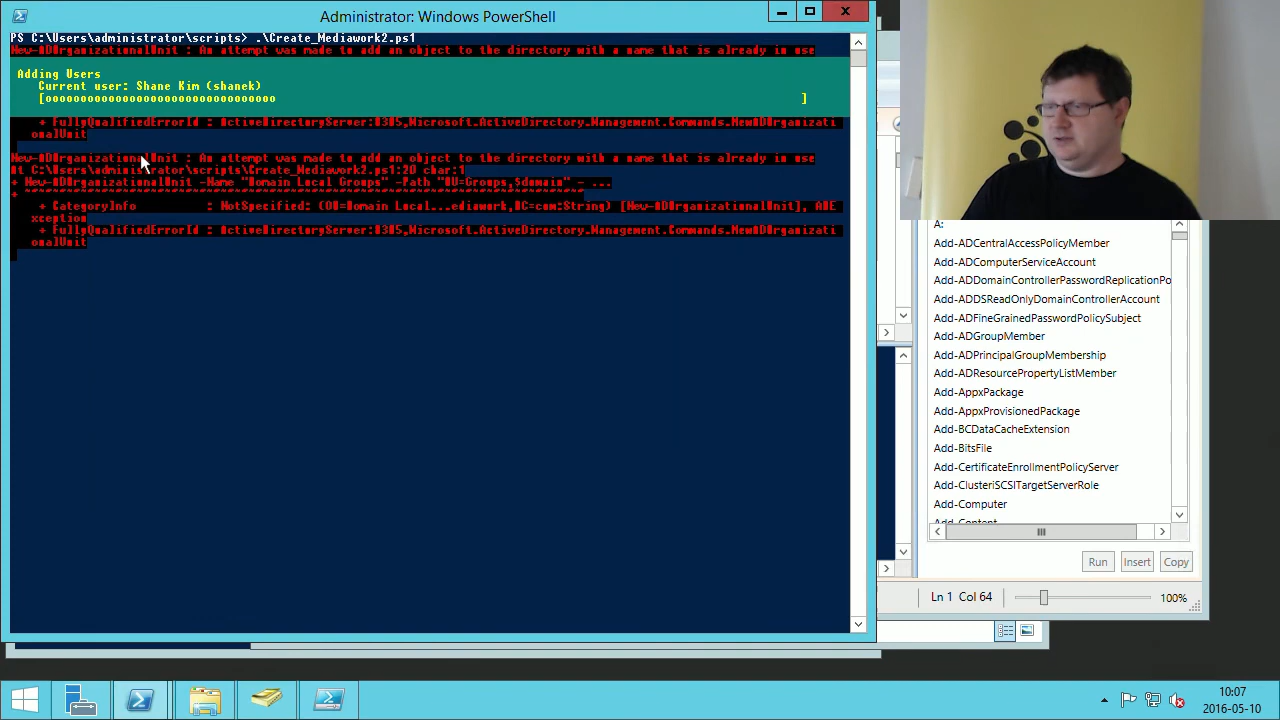 Administrator: Windows PowerShell
PS C:\Users\administrator\scripts> .\Create_Mediawork2.ps1
New-ADOrganizationalUnit : An attempt was made to add an object to the directory with a name that is already in use
Adding Users
Current user: Shane Kim (shanek)
[ooooooooooooooooooooooooooooooooo ]
+ FullyQualifiedErrorId : ActiveDirectoryServer:8305,Microsoft.ActiveDirectory.Management.Commands.NewADOrganizati
onalUnit
New-ADOrganizationalUnit : An attempt was made to add an object to the directory with a name that is already in use
At C:\Users\administrator\scripts\Create_Mediawork2.ps1:20 char:1
+ New-ADOrganizationalUnit -Name "Domain Local Groups" -Path "OU=Groups,$domain" - ...
+ ~~~~~~~~~~~~~~~~~~~~~~~~~~~~~~~~~~~~~~~~~~~~~~~~~~~~~~~~~~~~~~~~~~~~~~~~~~~~~~~~
+ CategoryInfo : NotSpecified: (OU=Domain Local...ediawork,DC=com:String) [New-ADOrganizationalUnit], ADE
xception
+ FullyQualifiedErrorId : ActiveDirectoryServer:8305,Microsoft.ActiveDirectory.Management.Commands.NewADOrganizati
onalUnit
A:
Add-ADCentralAccessPolicyMember
Add-ADComputerServiceAccount
Add-ADDomainControllerPasswordReplicationPo
Add-ADDSReadOnlyDomainControllerAccount
Add-ADFineGrainedPasswordPolicySubject
Add-ADGroupMember
Add-ADPrincipalGroupMembership
Add-ADResourcePropertyListMember
Add-AppxPackage
Add-AppxProvisionedPackage
Add-BCDataCacheExtension
Add-BitsFile
Add-CertificateEnrollmentPolicyServer
Add-ClusteriSCSITargetServerRole
Add-Computer
Add-Content
Run Insert Copy
Ln 1 Col 64 100%
10:07
2016-05-10